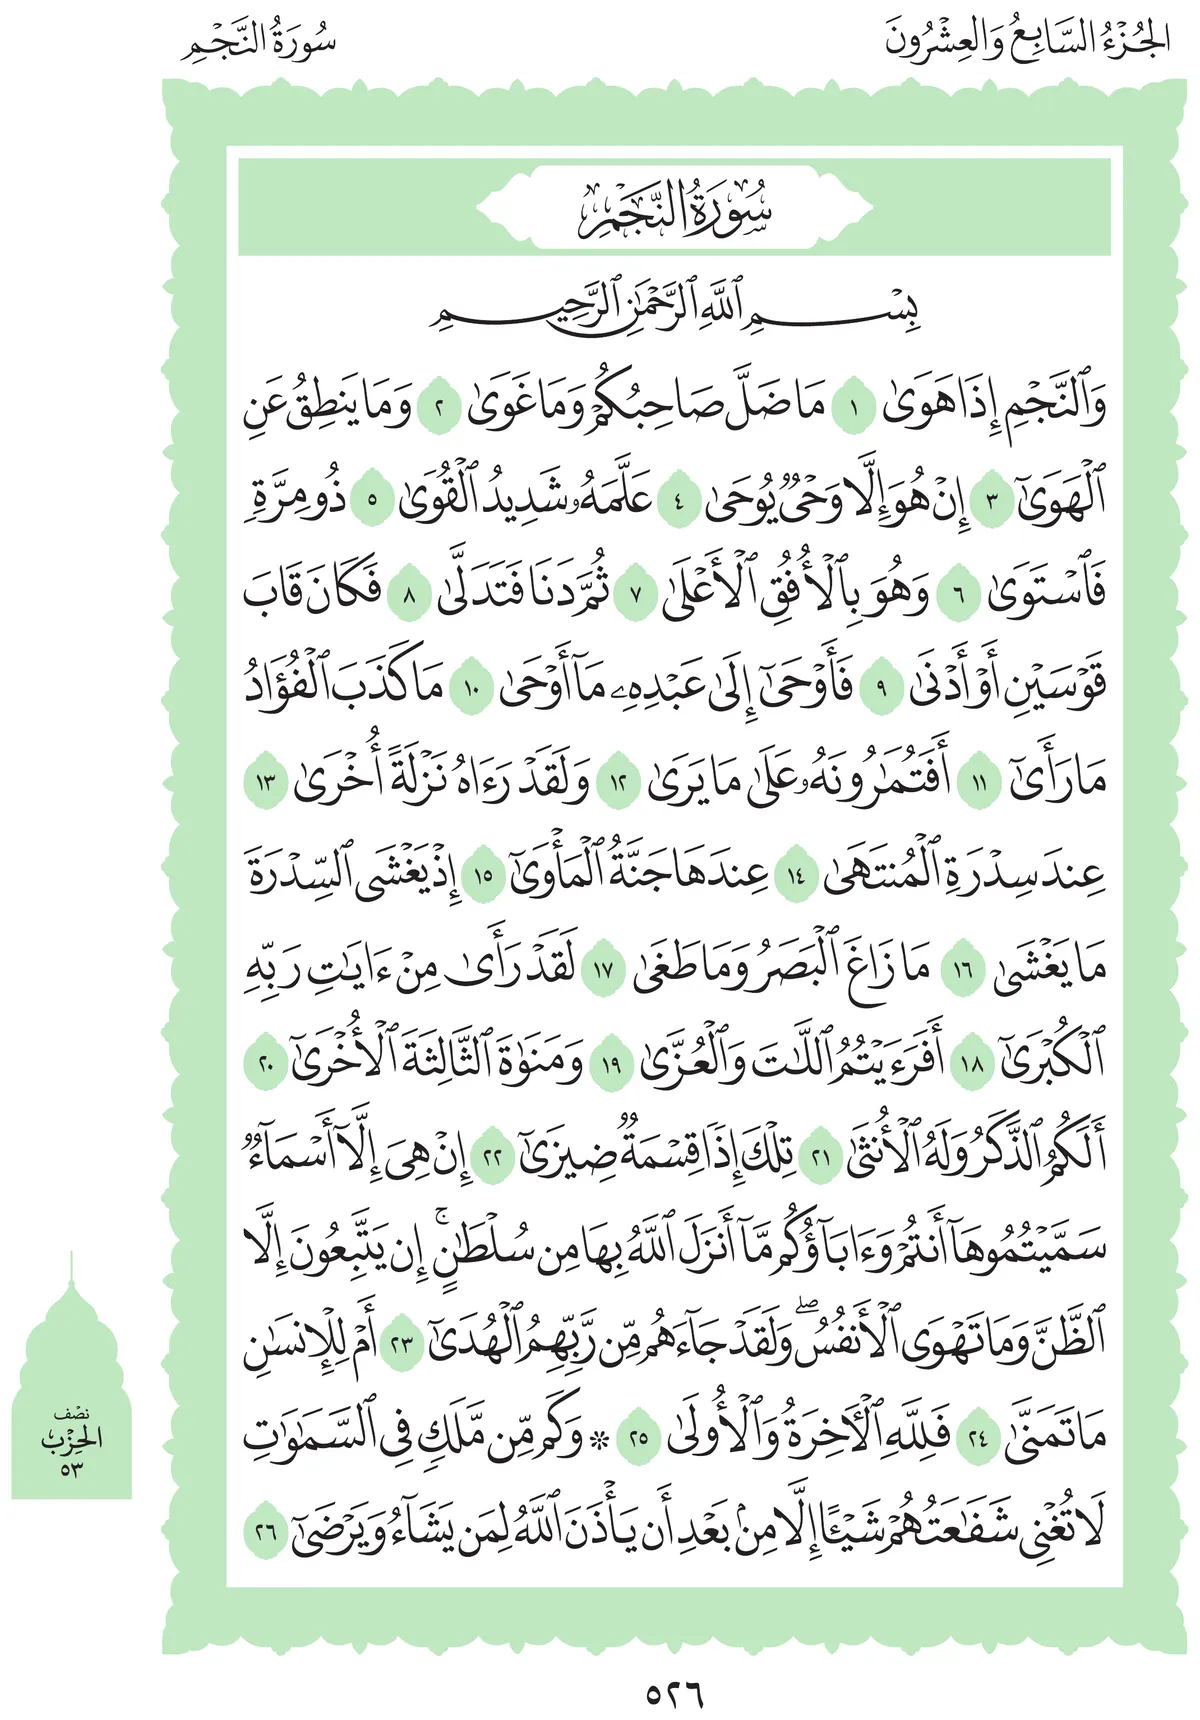 الجُزْءُ السَّابِعُ وَالعِشْرُونَ
سُورَةُ النَّجْمِ
سُورَةُ النَّجْمِ
بِسْمِ ٱللَّهِ ٱلرَّحْمَٰنِ ٱلرَّحِيمِ
وَٱلنَّجْمِ إِذَا هَوَىٰ ١ مَا ضَلَّ صَاحِبُكُمْ وَمَا غَوَىٰ ٢ وَمَا يَنطِقُ عَنِ
ٱلْهَوَىٰٓ ٣ إِنْ هُوَ إِلَّا وَحْىٌ يُوحَىٰ ٤ عَلَّمَهُۥ شَدِيدُ ٱلْقُوَىٰ ٥ ذُو مِرَّةٍ
فَٱسْتَوَىٰ ٦ وَهُوَ بِٱلْأُفُقِ ٱلْأَعْلَىٰ ٧ ثُمَّ دَنَا فَتَدَلَّىٰ ٨ فَكَانَ قَابَ
قَوْسَيْنِ أَوْ أَدْنَىٰ ٩ فَأَوْحَىٰٓ إِلَىٰ عَبْدِهِۦ مَآ أَوْحَىٰ ١٠ مَا كَذَبَ ٱلْفُؤَادُ
مَا رَأَىٰٓ ١١ أَفَتُمَٰرُونَهُۥ عَلَىٰ مَا يَرَىٰ ١٢ وَلَقَدْ رَءَاهُ نَزْلَةً أُخْرَىٰ ١٣
عِندَ سِدْرَةِ ٱلْمُنتَهَىٰ ١٤ عِندَهَا جَنَّةُ ٱلْمَأْوَىٰٓ ١٥ إِذْ يَغْشَى ٱلسِّدْرَةَ
مَا يَغْشَىٰ ١٦ مَا زَاغَ ٱلْبَصَرُ وَمَا طَغَىٰ ١٧ لَقَدْ رَأَىٰ مِنْ ءَايَٰتِ رَبِّهِ
ٱلْكُبْرَىٰٓ ١٨ أَفَرَءَيْتُمُ ٱللَّٰتَ وَٱلْعُزَّىٰ ١٩ وَمَنَوٰةَ ٱلثَّالِثَةَ ٱلْأُخْرَىٰٓ ٢٠
أَلَكُمُ ٱلذَّكَرُ وَلَهُ ٱلْأُنثَىٰ ٢١ تِلْكَ إِذًا قِسْمَةٌ ضِيزَىٰٓ ٢٢ إِنْ هِىَ إِلَّآ أَسْمَآءٌ
سَمَّيْتُمُوهَآ أَنتُمْ وَءَابَآؤُكُم مَّآ أَنزَلَ ٱللَّهُ بِهَا مِن سُلْطَٰنٍ ۚ إِن يَتَّبِعُونَ إِلَّا
ٱلظَّنَّ وَمَا تَهْوَى ٱلْأَنفُسُ ۖ وَلَقَدْ جَآءَهُم مِّن رَّبِّهِمُ ٱلْهُدَىٰٓ ٢٣ أَمْ لِلْإِنسَٰنِ
مَا تَمَنَّىٰ ٢٤ فَلِلَّهِ ٱلْءَاخِرَةُ وَٱلْأُولَىٰ ٢٥ ۞ وَكَم مِّن مَّلَكٍ فِى ٱلسَّمَٰوَٰتِ
لَا تُغْنِى شَفَٰعَتُهُمْ شَيْـًٔا إِلَّا مِنۢ بَعْدِ أَن يَأْذَنَ ٱللَّهُ لِمَن يَشَآءُ وَيَرْضَىٰٓ ٢٦
نصف
الحِزْب
٥٣
٥٢٦